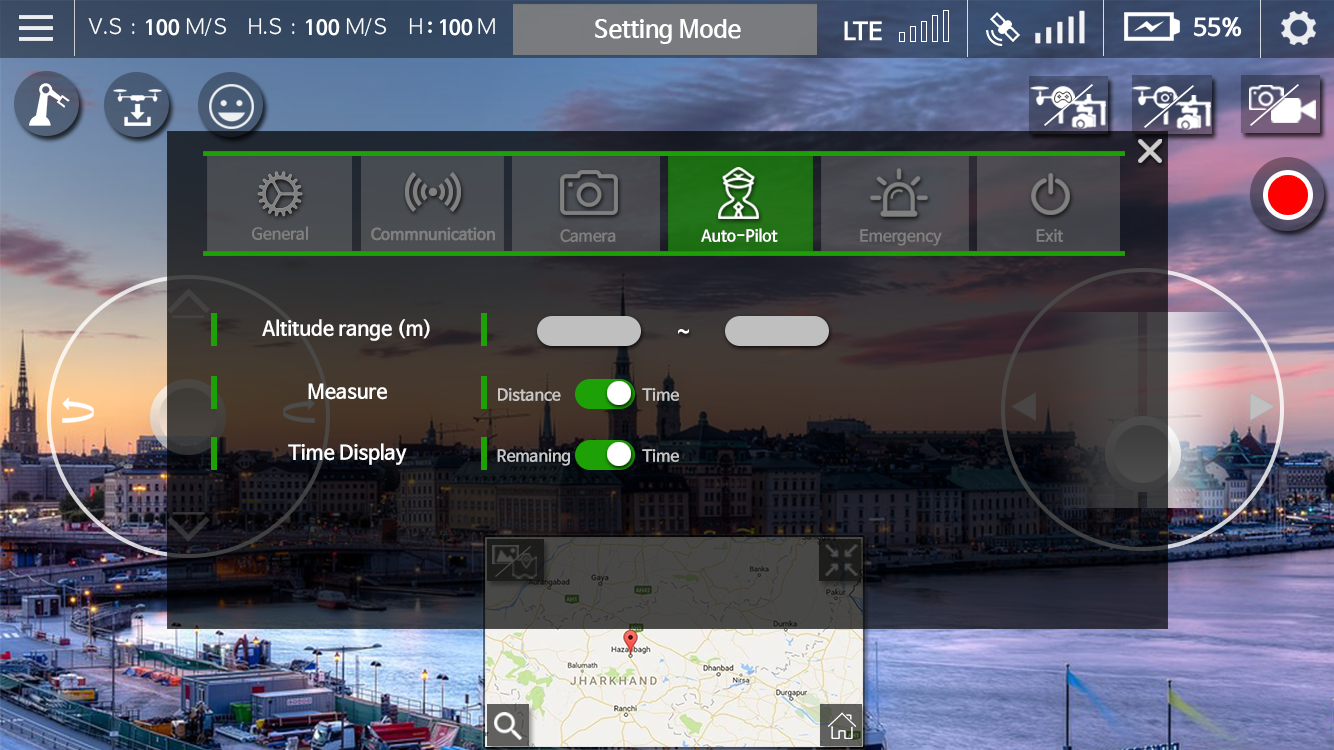 V.S : 100 M/S H.S : 100 M/S H : 100 M
Setting Mode
LTE
55%
General
Commnunication
Camera
Auto-Pilot
Emergency
Exit
Altitude range (m)
~
Measure
Distance
Time
Time Display
Remaning
Time
Banka
Gaya
Aurangabad
Pakur
Dumka
Hazaribagh
Balumath
Dhanbad
JHARKHAND
Nirsa
Durgapur
Ranchi